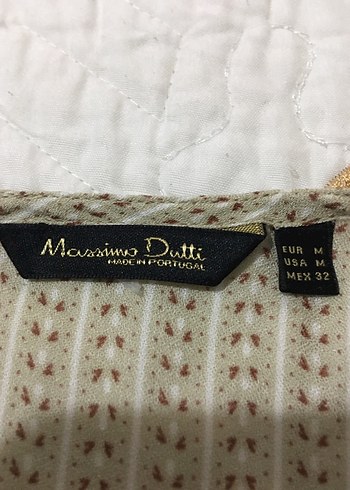 Massimo Dutti
MADE IN PORTUGAL
EUR M
USA M
MEX 32